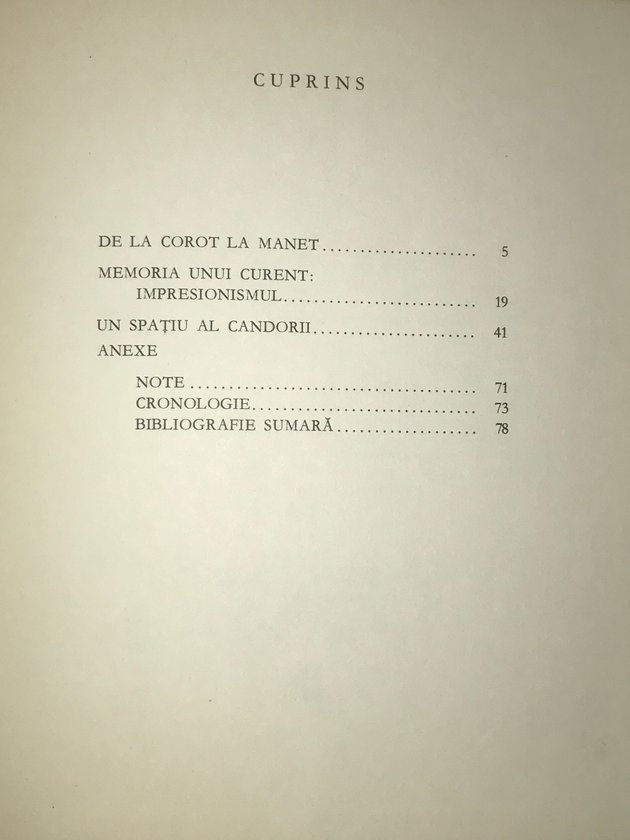 CUPRINS
DE LA COROT LA MANET.................... 5
MEMORIA UNUI CURENT:
IMPRESIONISMUL......................... 19
UN SPAȚIU AL CANDORII..................... 41
ANEXE
NOTE ..................................... 71
CRONOLOGIE.............................. 73
BIBLIOGRAFIE SUMARĂ................... 78